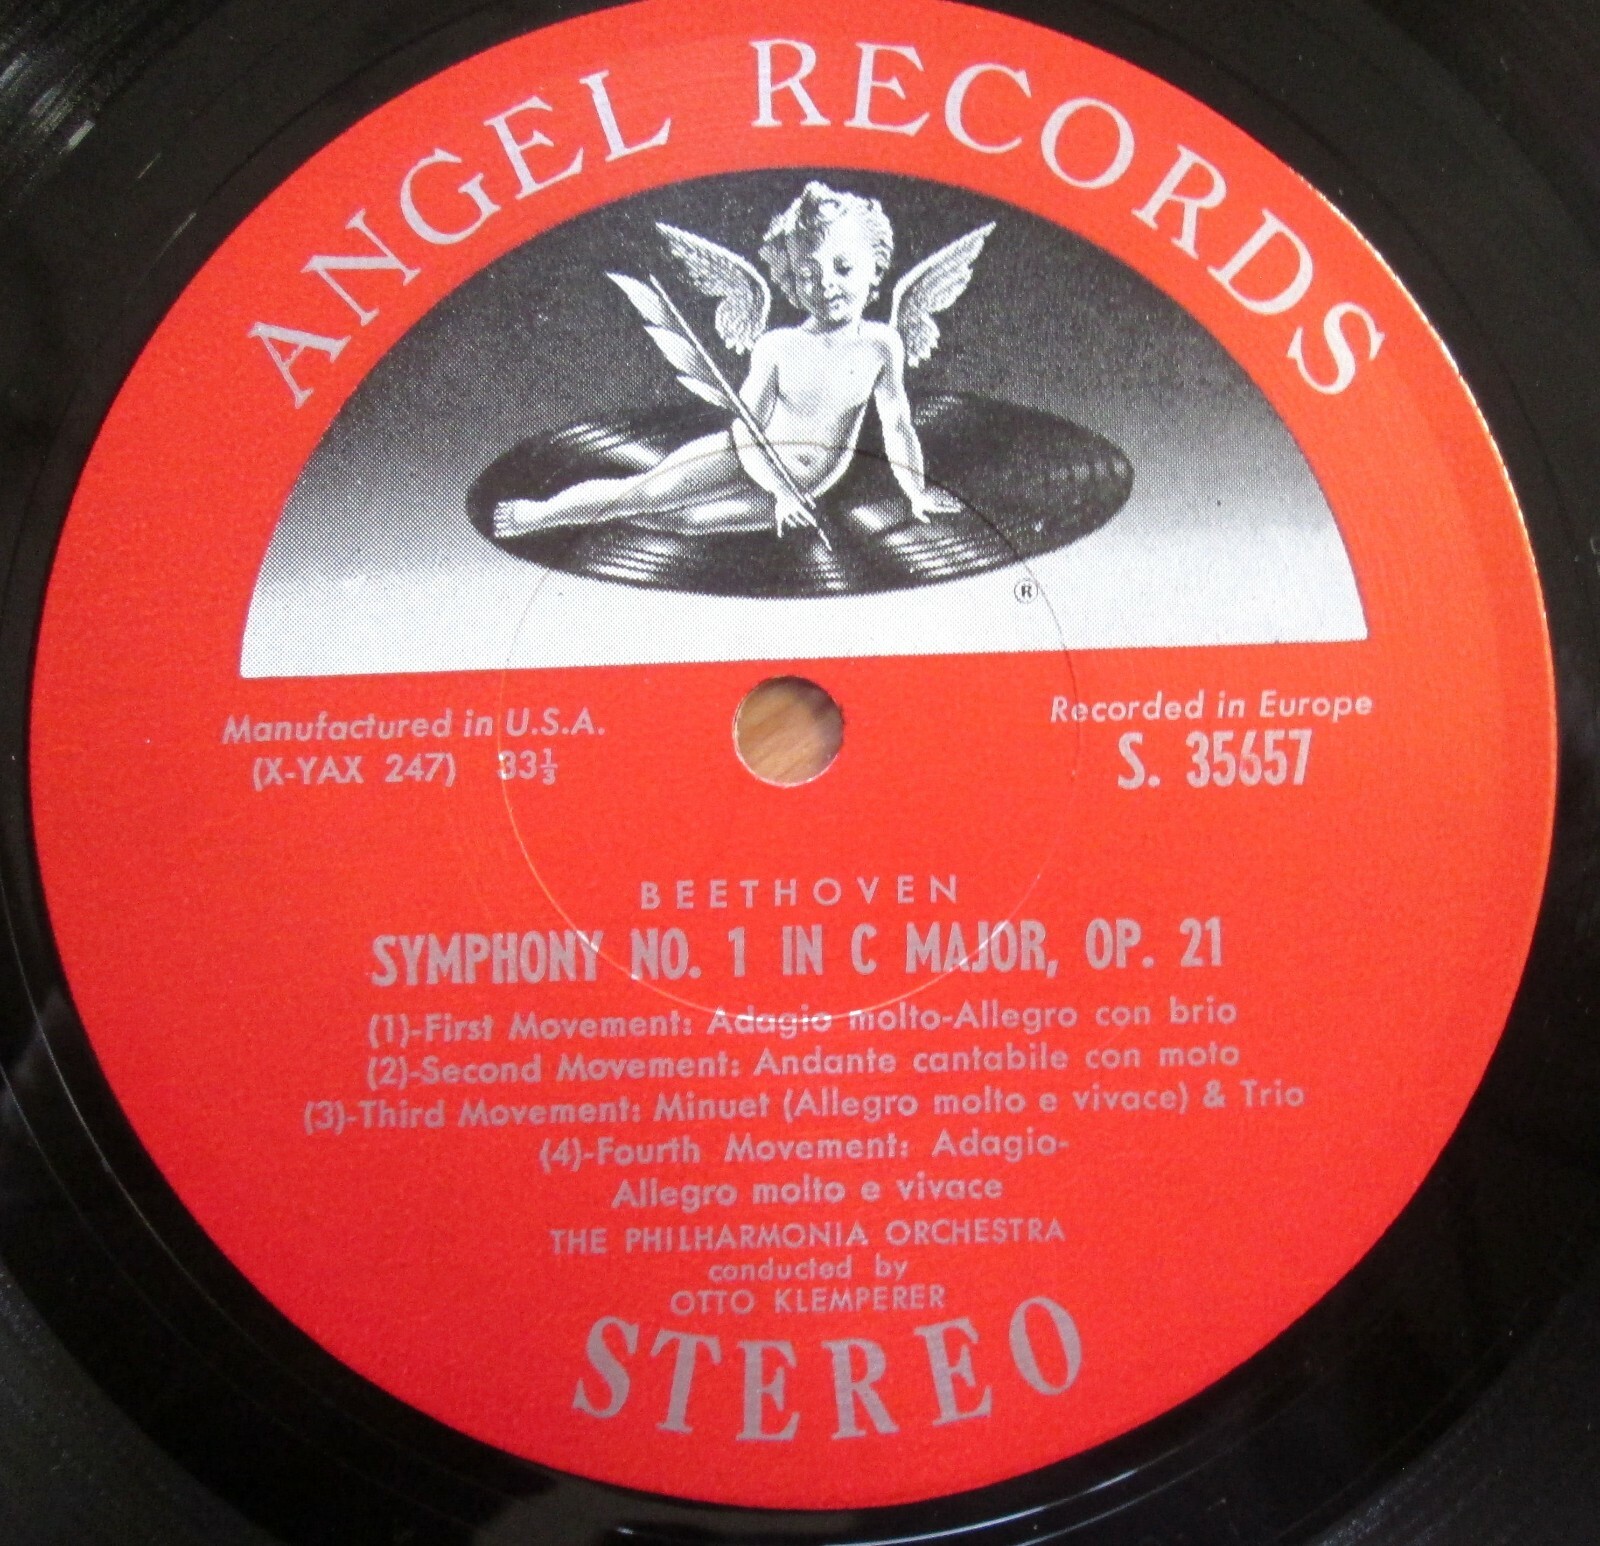 ANGEL RECORDS
®
Manufactured in U.S.A.
Recorded in Europe
(X-YAX 247) 33⅓
S. 35657
BEETHOVEN
SYMPHONY NO. 1 IN C MAJOR, OP. 21
(1)-First Movement: Adagio molto-Allegro con brio
(2)-Second Movement: Andante cantabile con moto
(3)-Third Movement: Minuet (Allegro molto e vivace) & Trio
(4)-Fourth Movement: Adagio-
Allegro molto e vivace
THE PHILHARMONIA ORCHESTRA
conducted by
OTTO KLEMPERER
STEREO